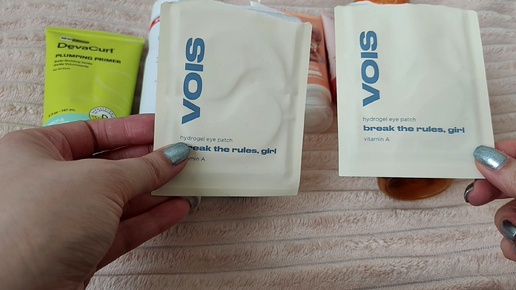 DevaCurl
PLUMPING PRIMER
VOIS
hydrogel eye patch
break the rules, girl
vitamin A
VOIS
hydrogel eye patch
break the rules, girl
vitamin A